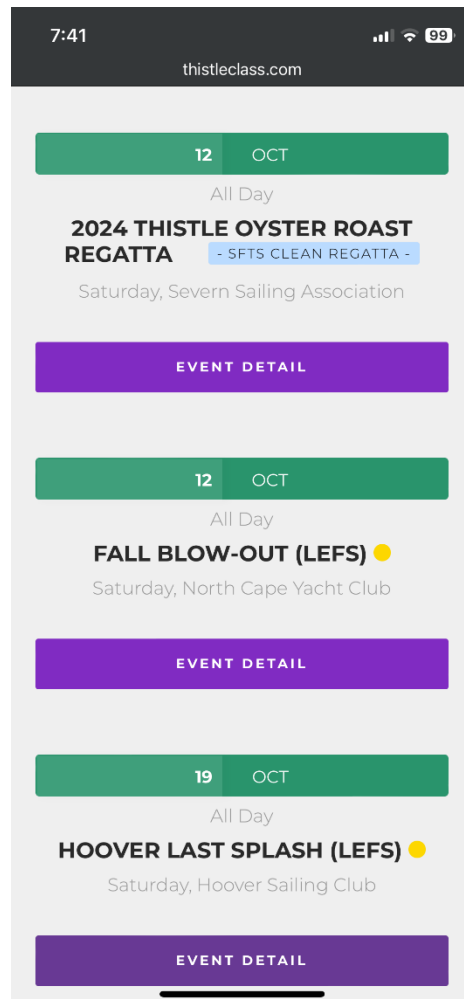 7:41 99
thistleclass.com
12 OCT
All Day
2024 THISTLE OYSTER ROAST
REGATTA - SFTS CLEAN REGATTA -
Saturday, Severn Sailing Association
EVENT DETAIL
12 OCT
All Day
FALL BLOW-OUT (LEFS)
Saturday, North Cape Yacht Club
EVENT DETAIL
19 OCT
All Day
HOOVER LAST SPLASH (LEFS)
Saturday, Hoover Sailing Club
EVENT DETAIL